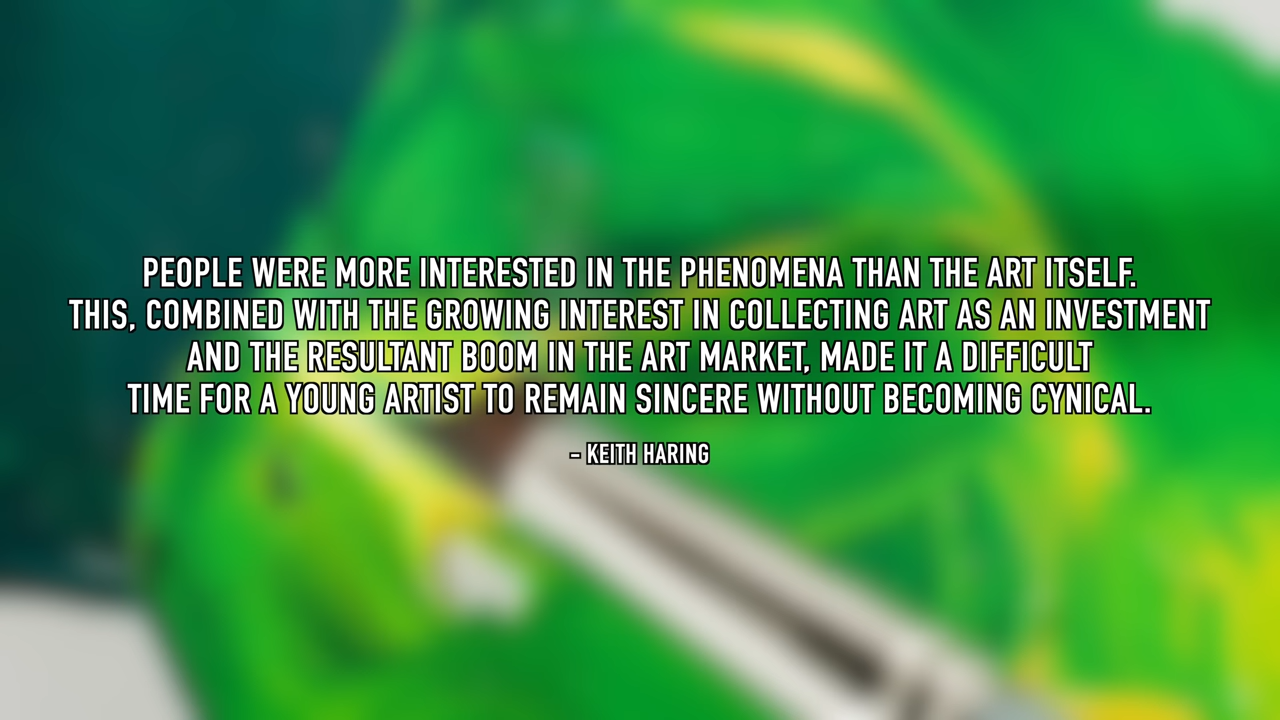 PEOPLE WERE MORE INTERESTED IN THE PHENOMENA THAN THE ART ITSELF.
THIS, COMBINED WITH THE GROWING INTEREST IN COLLECTING ART AS AN INVESTMENT
AND THE RESULTANT BOOM IN THE ART MARKET, MADE IT A DIFFICULT
TIME FOR A YOUNG ARTIST TO REMAIN SINCERE WITHOUT BECOMING CYNICAL.
– KEITH HARING